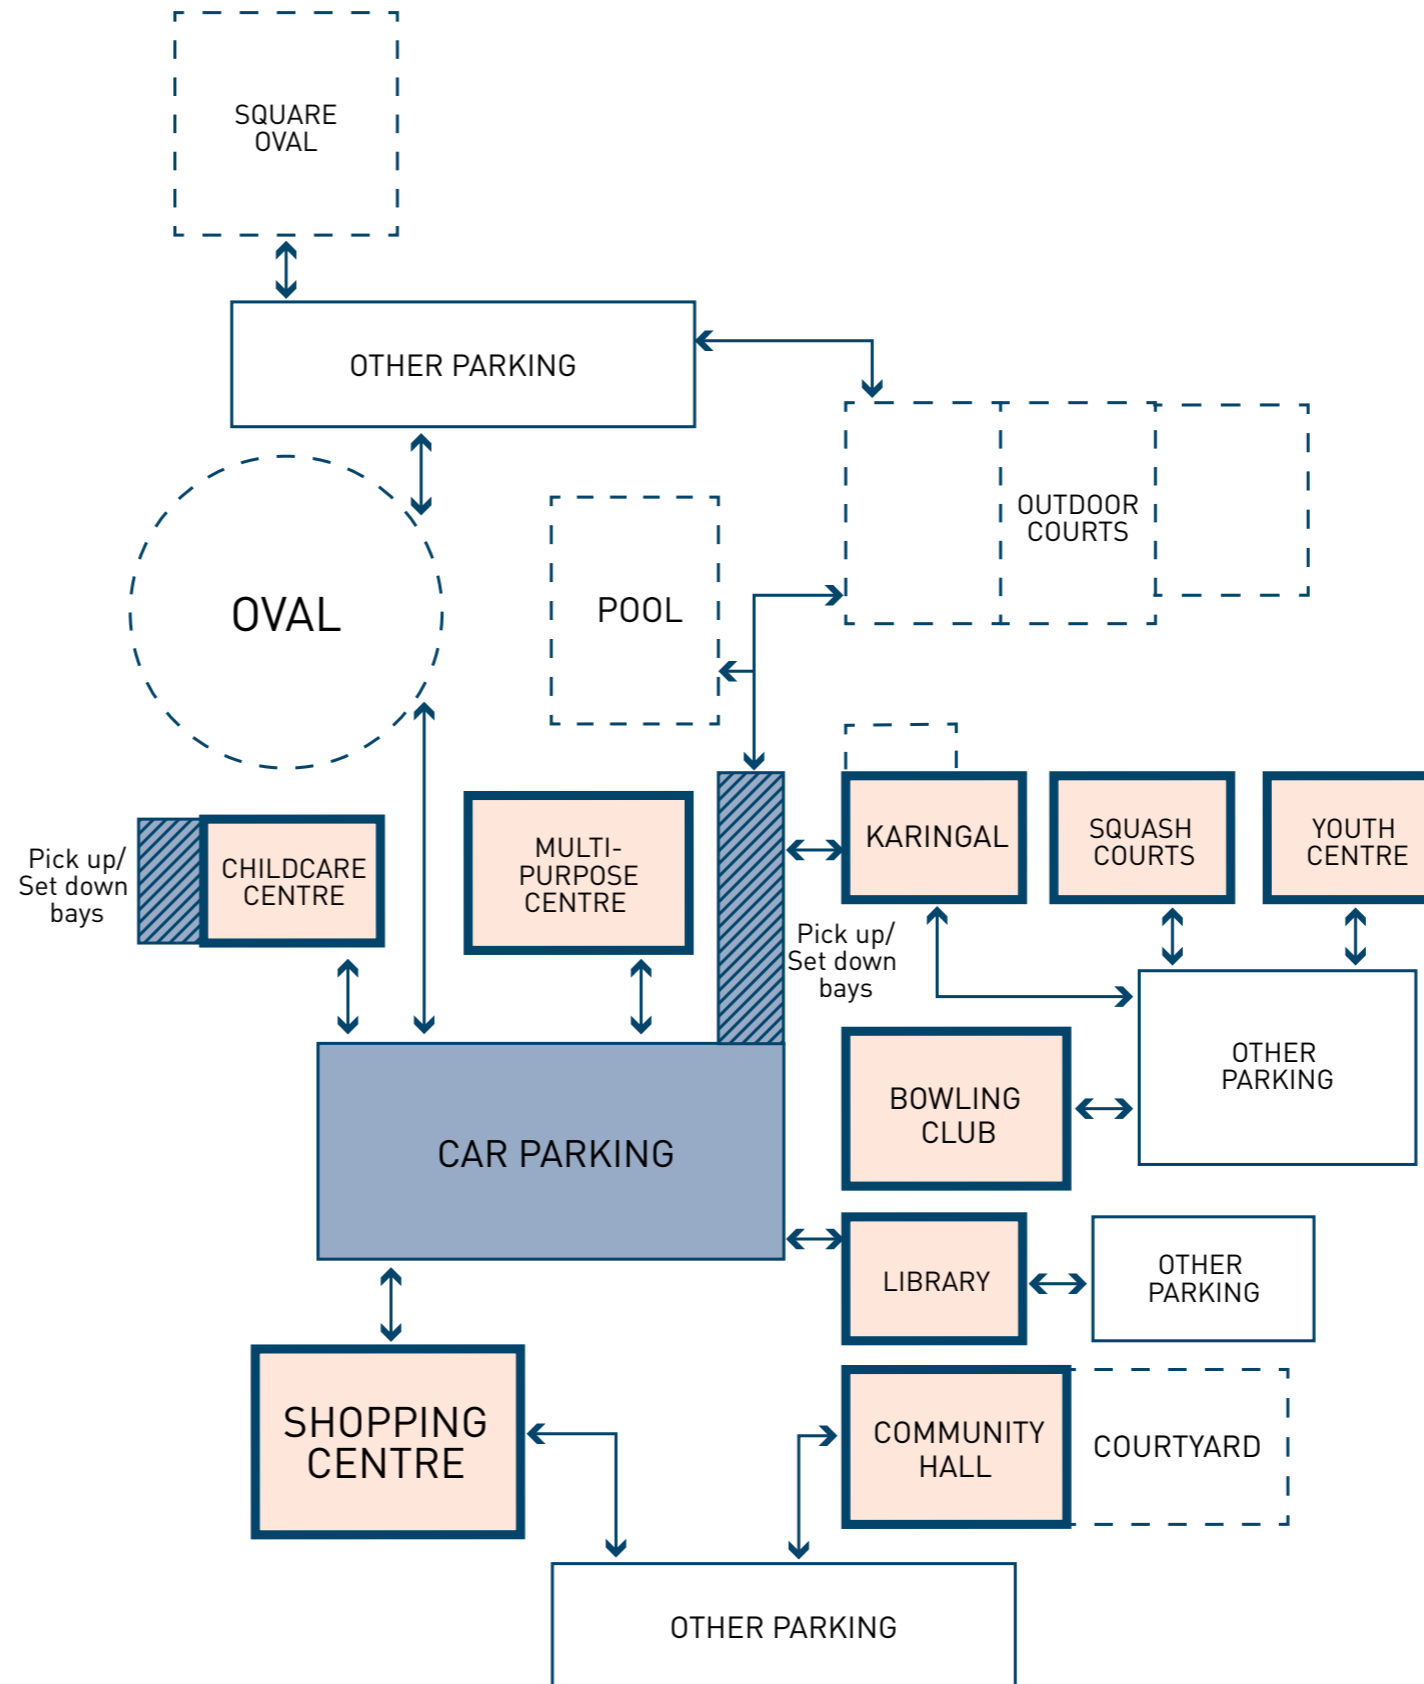 SQUARE
OVAL
OTHER PARKING
OUTDOOR
COURTS
OVAL
POOL
Pick up/
Set down
bays
CHILDCARE
CENTRE
MULTI-
PURPOSE
CENTRE
KARINGAL
SQUASH
COURTS
YOUTH
CENTRE
Pick up/
Set down
bays
OTHER
PARKING
BOWLING
CLUB
CAR PARKING
LIBRARY
OTHER
PARKING
SHOPPING
CENTRE
COMMUNITY
HALL
COURTYARD
OTHER PARKING